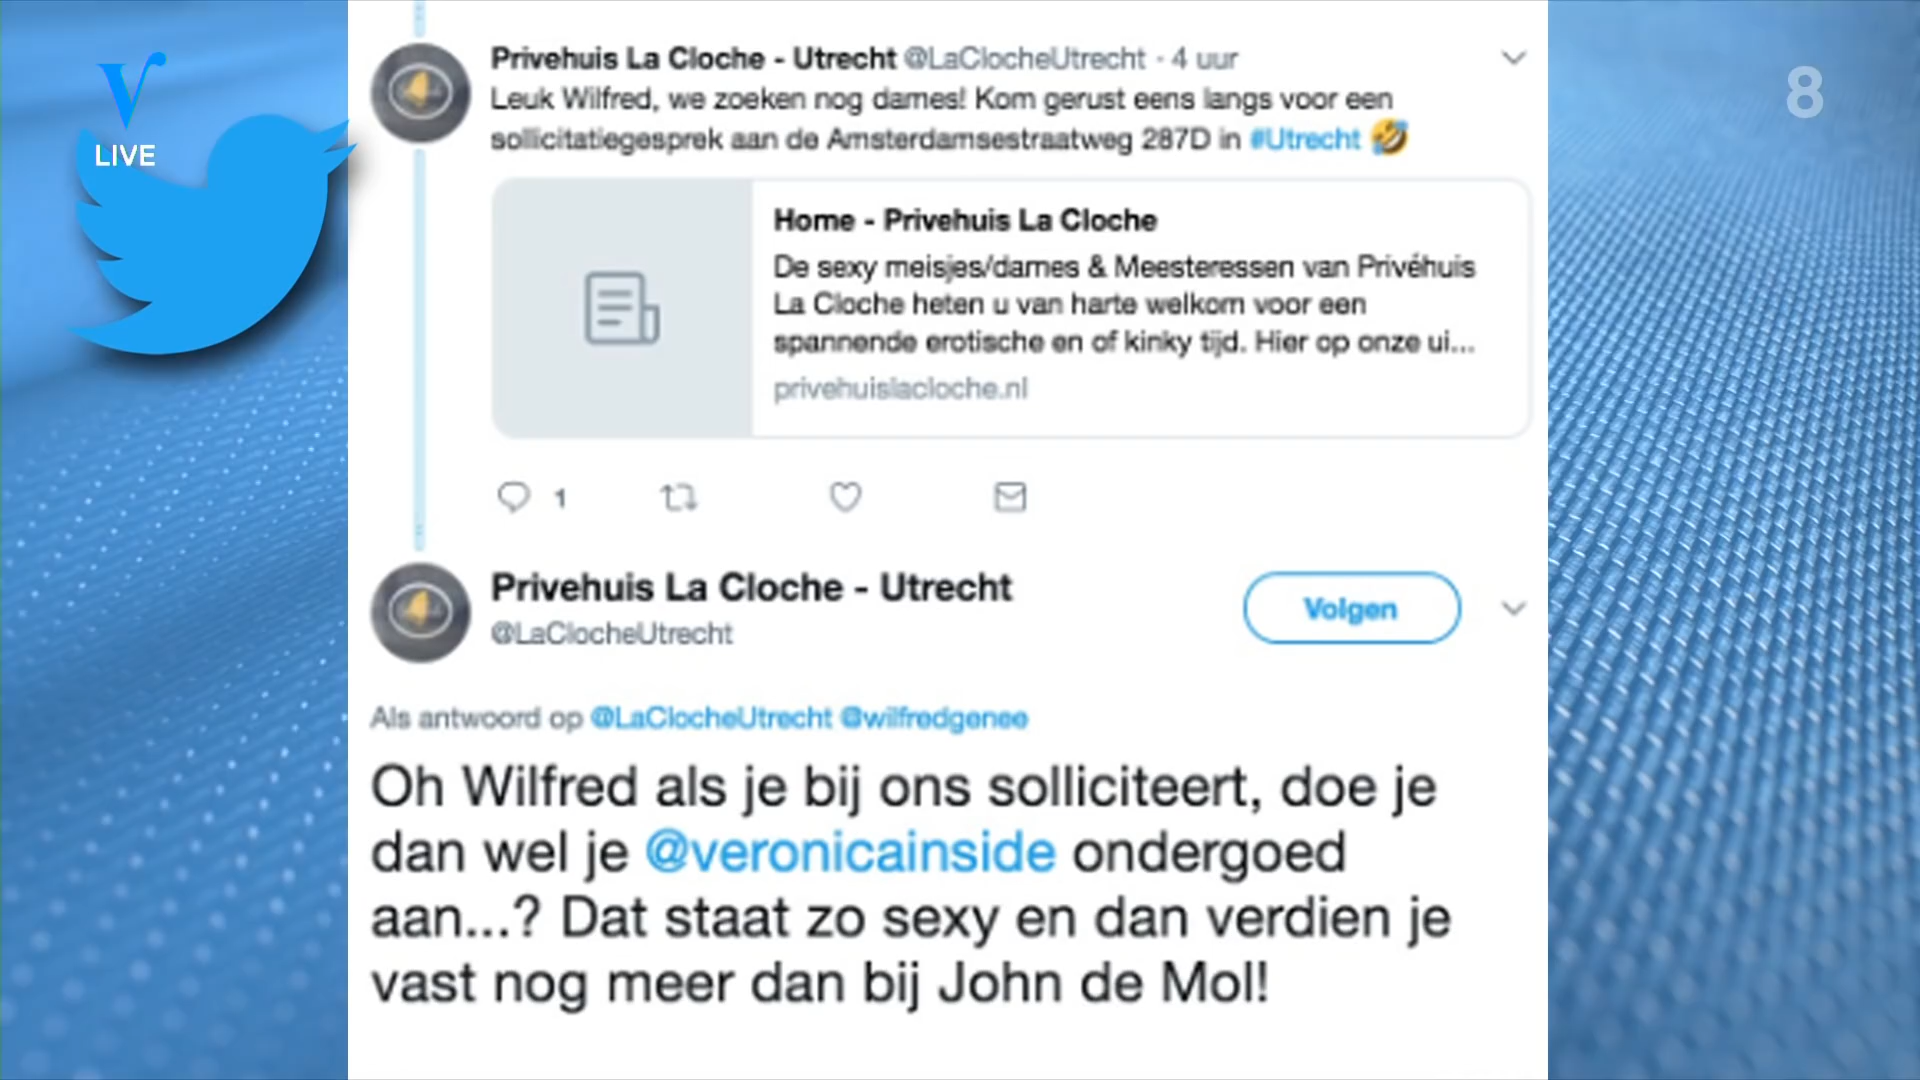 V
LIVE
8
Privehuis La Cloche - Utrecht @LaClocheUtrecht · 4 uur
Leuk Wilfred, we zoeken nog dames! Kom gerust eens langs voor een
sollicitatiegesprek aan de Amsterdamsestraatweg 287D in #Utrecht 🤣
Home - Privehuis La Cloche
De sexy meisjes/dames & Meesteressen van Privéhuis
La Cloche heten u van harte welkom voor een
spannende erotische en of kinky tijd. Hier op onze ui...
privehuislacloche.nl
1
Privehuis La Cloche - Utrecht
@LaClocheUtrecht
Volgen
Als antwoord op @LaClocheUtrecht @wilfredgenee
Oh Wilfred als je bij ons solliciteert, doe je
dan wel je @veronicainside ondergoed
aan...? Dat staat zo sexy en dan verdien je
vast nog meer dan bij John de Mol!